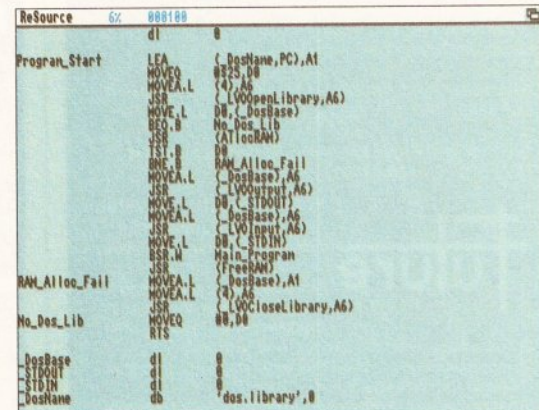 ReSource 6% 000100
dl 0
Program_Start LEA (_DosName,PC),A1
MOVEQ #$25,D0
MOVEA.L (4),A6
JSR (_LVOOpenLibrary,A6)
MOVE.L D0,(_DosBase)
BEQ.B No_Dos_Lib
JSR (AllocRAM)
TST.B D0
BNE.B RAM_Alloc_Fail
MOVEA.L (_DosBase),A6
JSR (_LVOOutput,A6)
MOVE.L D0,(_STDOUT)
MOVEA.L (_DosBase),A6
JSR (_LVOInput,A6)
MOVE.L D0,(_STDIN)
BSR.W Main_Program
JSR (FreeRAM)
RAM_Alloc_Fail MOVEA.L (_DosBase),A1
MOVEA.L (4),A6
JSR (_LVOCloseLibrary,A6)
No_Dos_Lib MOVEQ #0,D0
RTS
_DosBase dl 0
_STDOUT dl 0
_STDIN dl 0
_DosName db 'dos.library',0